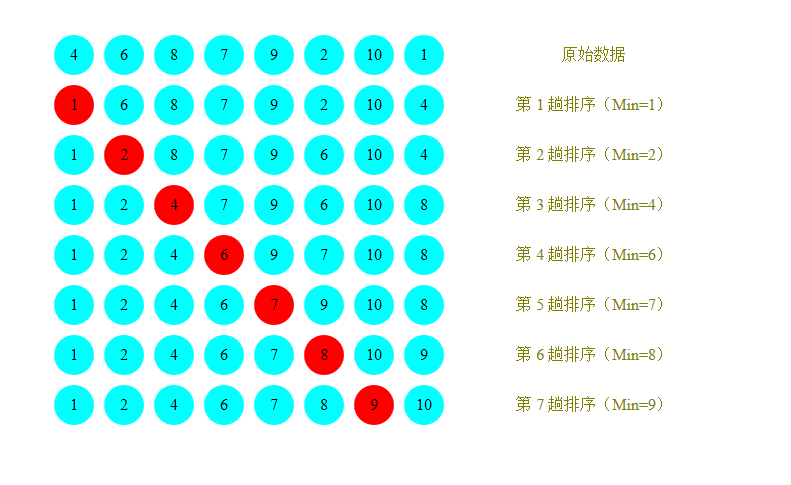 4 6 8 7 9 2 10 1 原始数据
1 6 8 7 9 2 10 4 第 1 趟排序（Min=1）
1 2 8 7 9 6 10 4 第 2 趟排序（Min=2）
1 2 4 7 9 6 10 8 第 3 趟排序（Min=4）
1 2 4 6 9 7 10 8 第 4 趟排序（Min=6）
1 2 4 6 7 9 10 8 第 5 趟排序（Min=7）
1 2 4 6 7 8 10 9 第 6 趟排序（Min=8）
1 2 4 6 7 8 9 10 第 7 趟排序（Min=9）